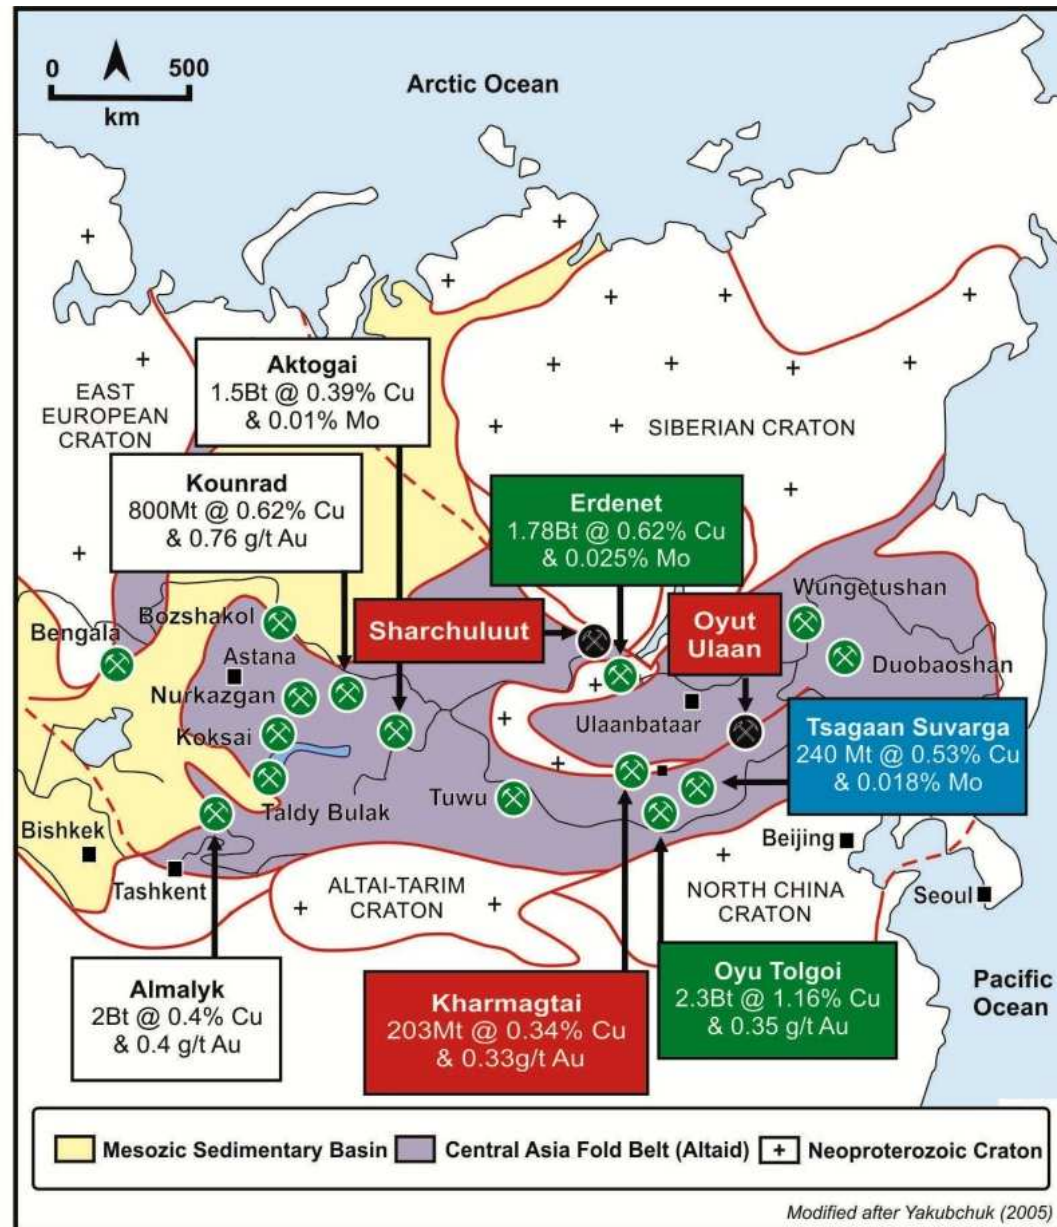 0 500
km
Arctic Ocean
Aktogai
1.5Bt @ 0.39% Cu
& 0.01% Mo
EAST
EUROPEAN
CRATON
SIBERIAN CRATON
Kounrad
800Mt @ 0.62% Cu
& 0.76 g/t Au
Erdenet
1.78Bt @ 0.62% Cu
& 0.025% Mo
Wungetushan
Bozshakol
Bengala
Sharchuluut
Oyut
Ulaan
Astana
Duobaoshan
Nurkazgan
Ulaanbataar
Koksai
Tsagaan Suvarga
240 Mt @ 0.53% Cu
& 0.018% Mo
Tuwu
Taldy Bulak
Bishkek
Beijing
Tashkent
ALTAI-TARIM
CRATON
NORTH CHINA
CRATON
Seoul
Almalyk
2Bt @ 0.4% Cu
& 0.4 g/t Au
Kharmagtai
203Mt @ 0.34% Cu
& 0.33g/t Au
Oyu Tolgoi
2.3Bt @ 1.16% Cu
& 0.35 g/t Au
Pacific
Ocean
Mesozic Sedimentary Basin
Central Asia Fold Belt (Altaid)
Neoproterozoic Craton
Modified after Yakubchuk (2005)